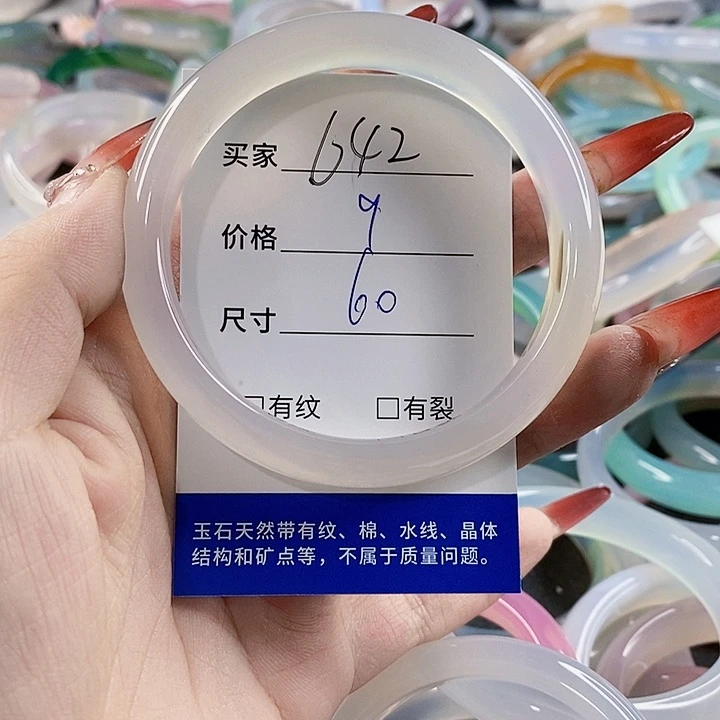 买家 642
价格 9
尺寸 60
□有纹 □有裂
玉石天然带有纹、棉、水线、晶体
结构和矿点等，不属于质量问题。